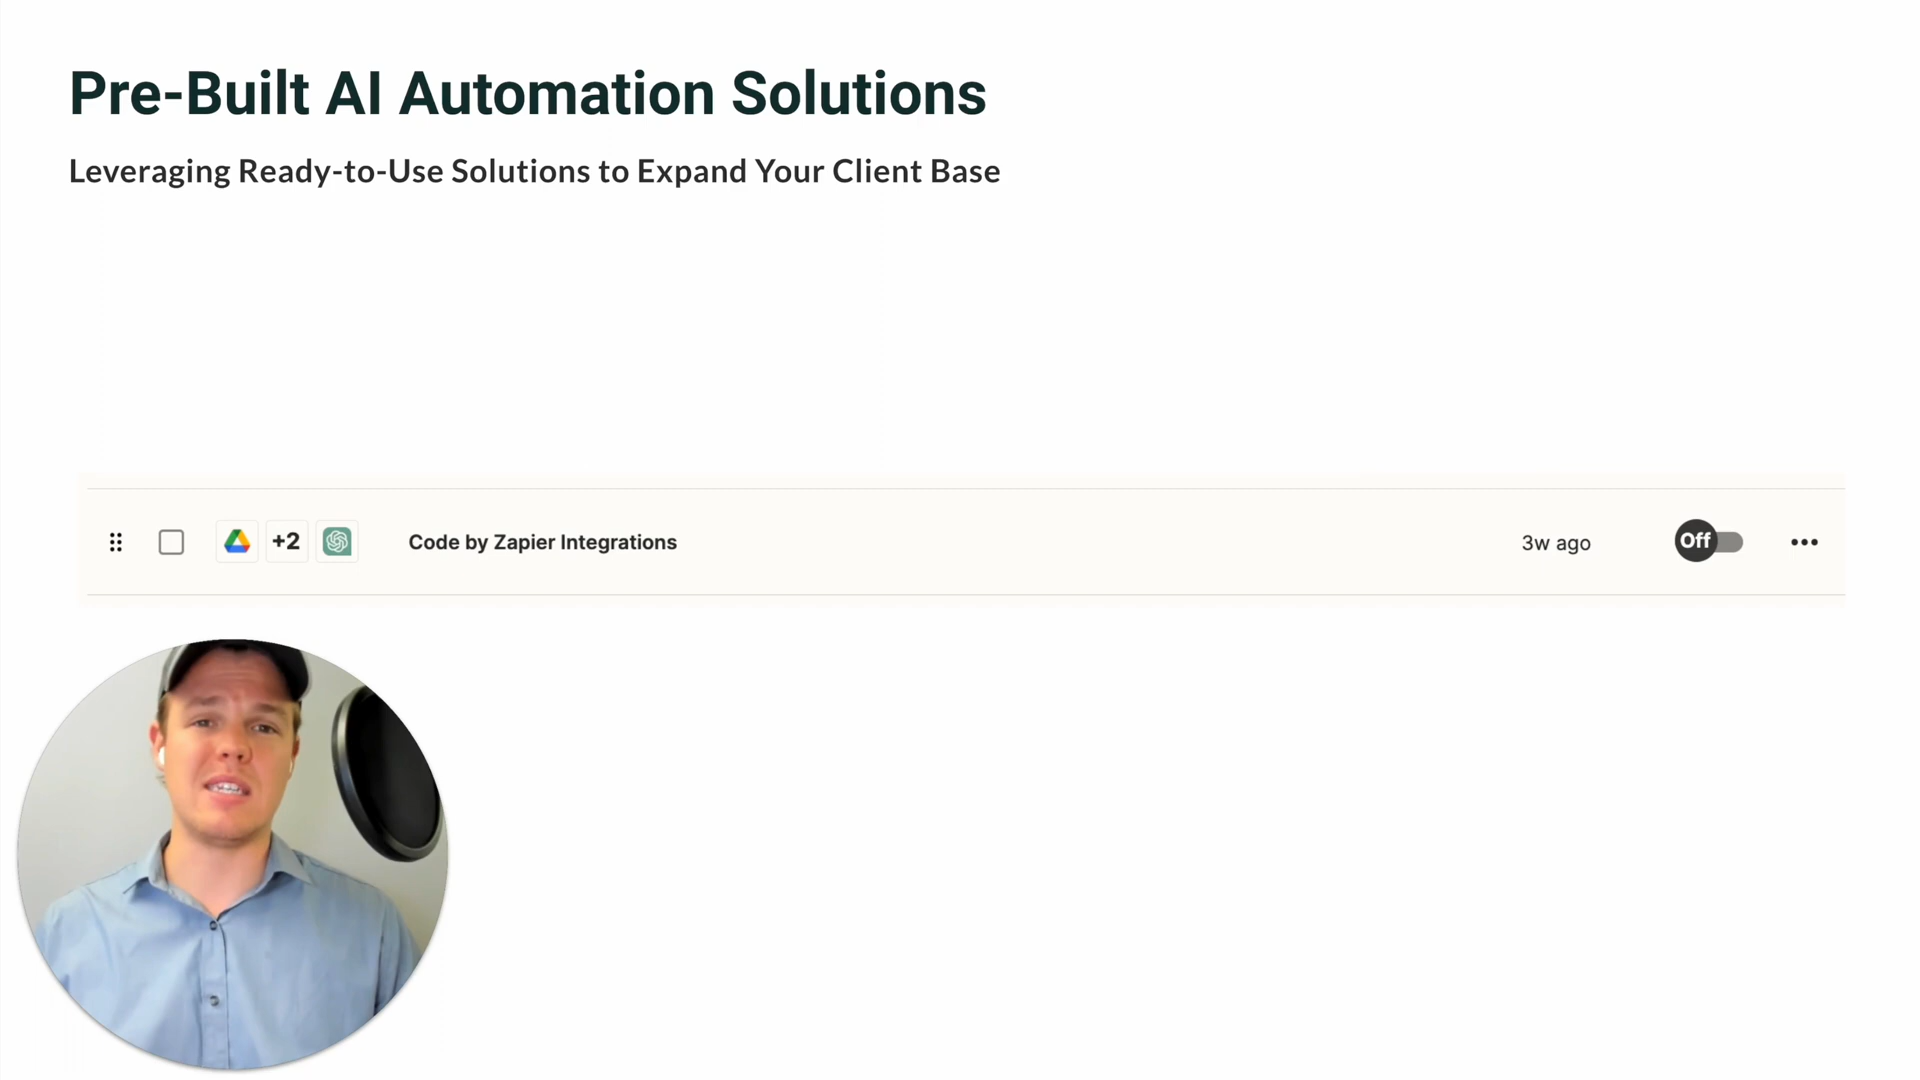 Pre-Built AI Automation Solutions
Leveraging Ready-to-Use Solutions to Expand Your Client Base
+2 Code by Zapier Integrations 3w ago Off